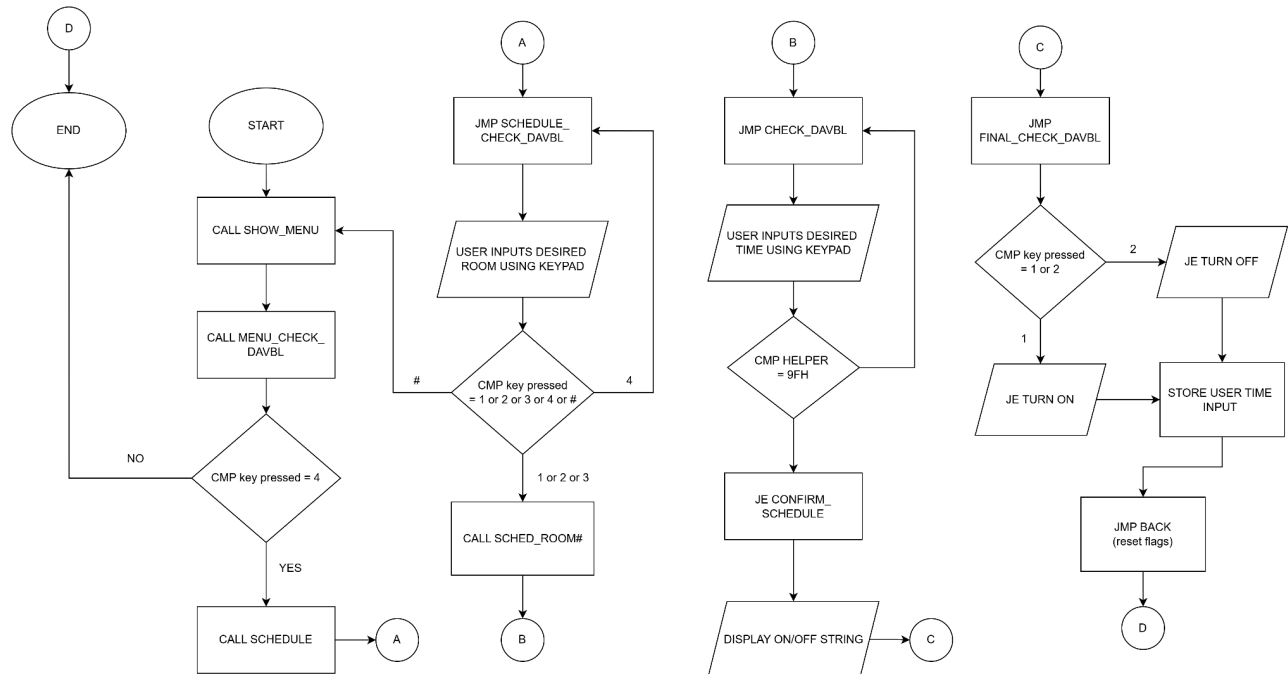 D
END
START
CALL SHOW_MENU
CALL MENU_CHECK_
DAVBL
CMP key pressed = 4
NO
YES
CALL SCHEDULE
A
A
JMP SCHEDULE_
CHECK_DAVBL
USER INPUTS DESIRED
ROOM USING KEYPAD
CMP key pressed
= 1 or 2 or 3 or 4 or #
#
4
1 or 2 or 3
CALL SCHED_ROOM#
B
B
JMP CHECK_DAVBL
USER INPUTS DESIRED
TIME USING KEYPAD
CMP HELPER
= 9FH
JE CONFIRM_
SCHEDULE
DISPLAY ON/OFF STRING
C
C
JMP
FINAL_CHECK_DAVBL
CMP key pressed
= 1 or 2
2
JE TURN OFF
1
JE TURN ON
STORE USER TIME
INPUT
JMP BACK
(reset flags)
D